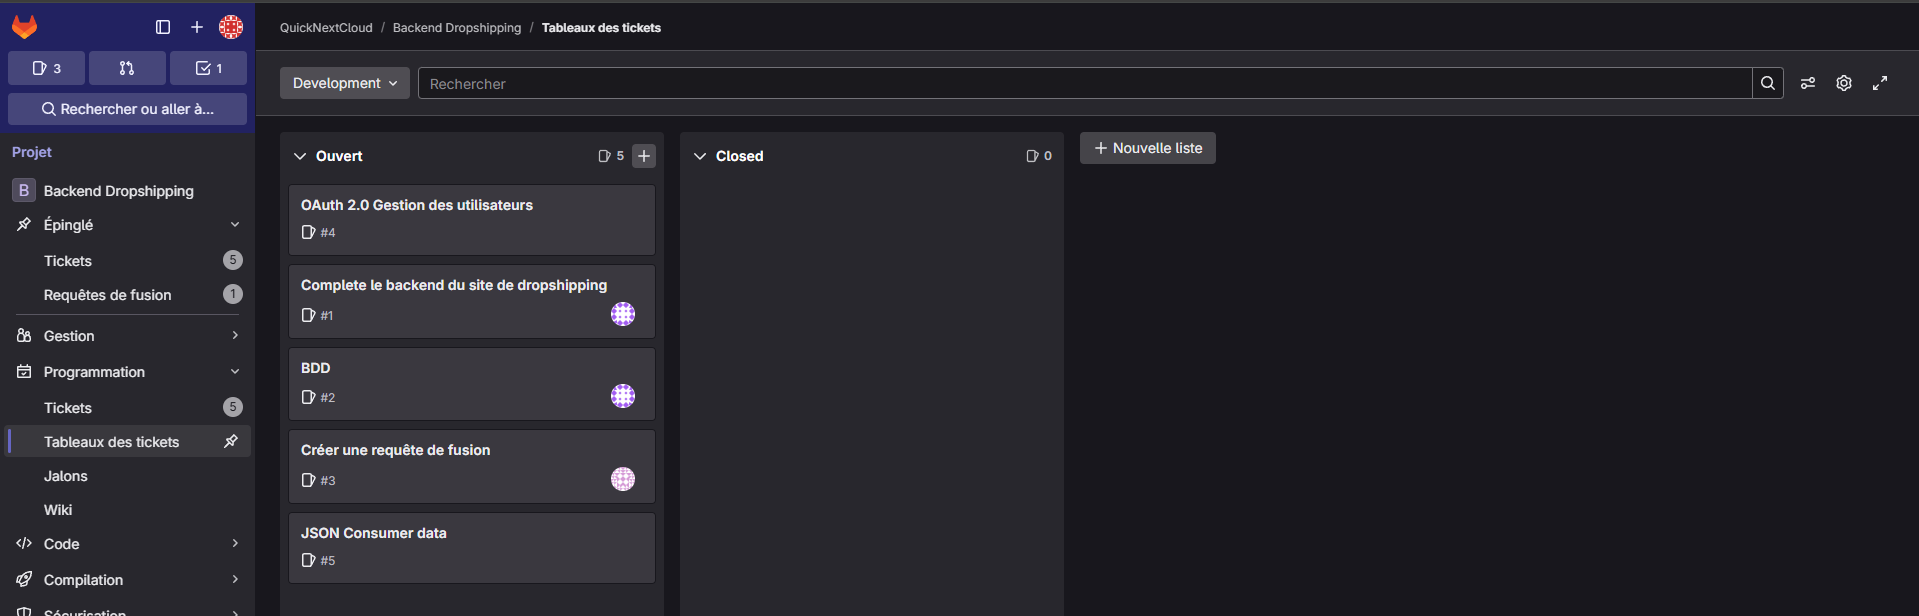 QuickNextCloud / Backend Dropshipping / Tableaux des tickets
3
1
Rechercher ou aller à...
Projet
B Backend Dropshipping
Épinglé
Tickets 5
Requêtes de fusion 1
Gestion
Programmation
Tickets 5
Tableaux des tickets
Jalons
Wiki
Code
Compilation
Sécurisation
Development
Rechercher
Ouvert 5
OAuth 2.0 Gestion des utilisateurs
#4
Complete le backend du site de dropshipping
#1
BDD
#2
Créer une requête de fusion
#3
JSON Consumer data
#5
Closed 0
Nouvelle liste